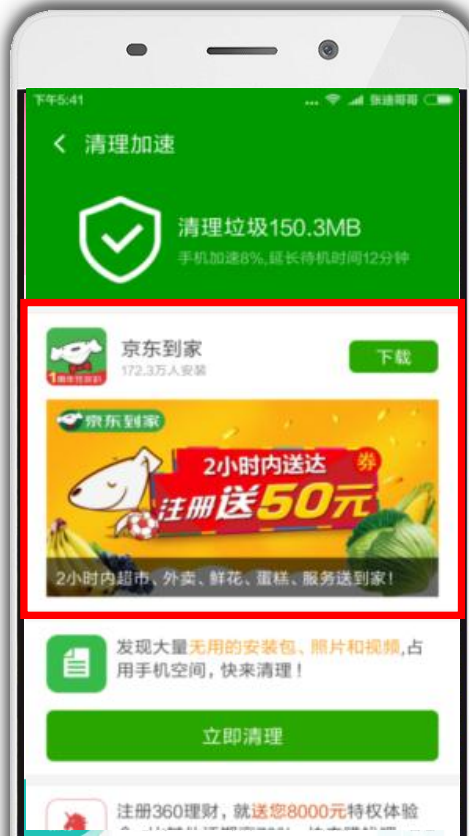 下午5:41
... 张迪哥哥
清理加速
清理垃圾150.3MB
手机加速8%,延长待机时间12分钟
京东到家
172.3万人安装
下载
京东到家
2小时内送达
券
注册送50元
2小时内超市、外卖、鲜花、蛋糕、服务送到家!
发现大量无用的安装包、照片和视频,占
用手机空间,快来清理!
立即清理
注册360理财,就送您8000元特权体验